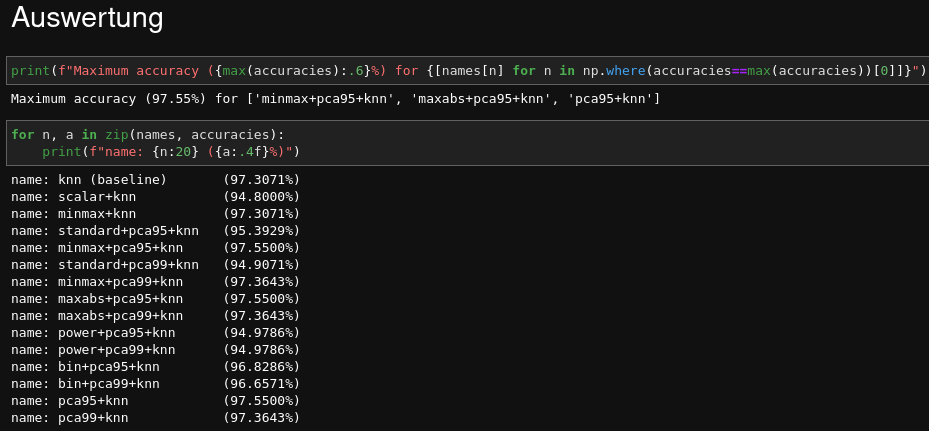 Auswertung
print(f"Maximum accuracy ({max(accuracies):.6}%) for {[names[n] for n in np.where(accuracies==max(accuracies))[0]]}")
Maximum accuracy (97.55%) for ['minmax+pca95+knn', 'maxabs+pca95+knn', 'pca95+knn']
for n, a in zip(names, accuracies):
    print(f"name: {n:20} ({a:.4f}%)")
name: knn (baseline)       (97.3071%)
name: scalar+knn           (94.8000%)
name: minmax+knn           (97.3071%)
name: standard+pca95+knn   (95.3929%)
name: minmax+pca95+knn     (97.5500%)
name: standard+pca99+knn   (94.9071%)
name: minmax+pca99+knn     (97.3643%)
name: maxabs+pca95+knn     (97.5500%)
name: maxabs+pca99+knn     (97.3643%)
name: power+pca95+knn      (94.9786%)
name: power+pca99+knn      (94.9786%)
name: bin+pca95+knn        (96.8286%)
name: bin+pca99+knn        (96.6571%)
name: pca95+knn            (97.5500%)
name: pca99+knn            (97.3643%)